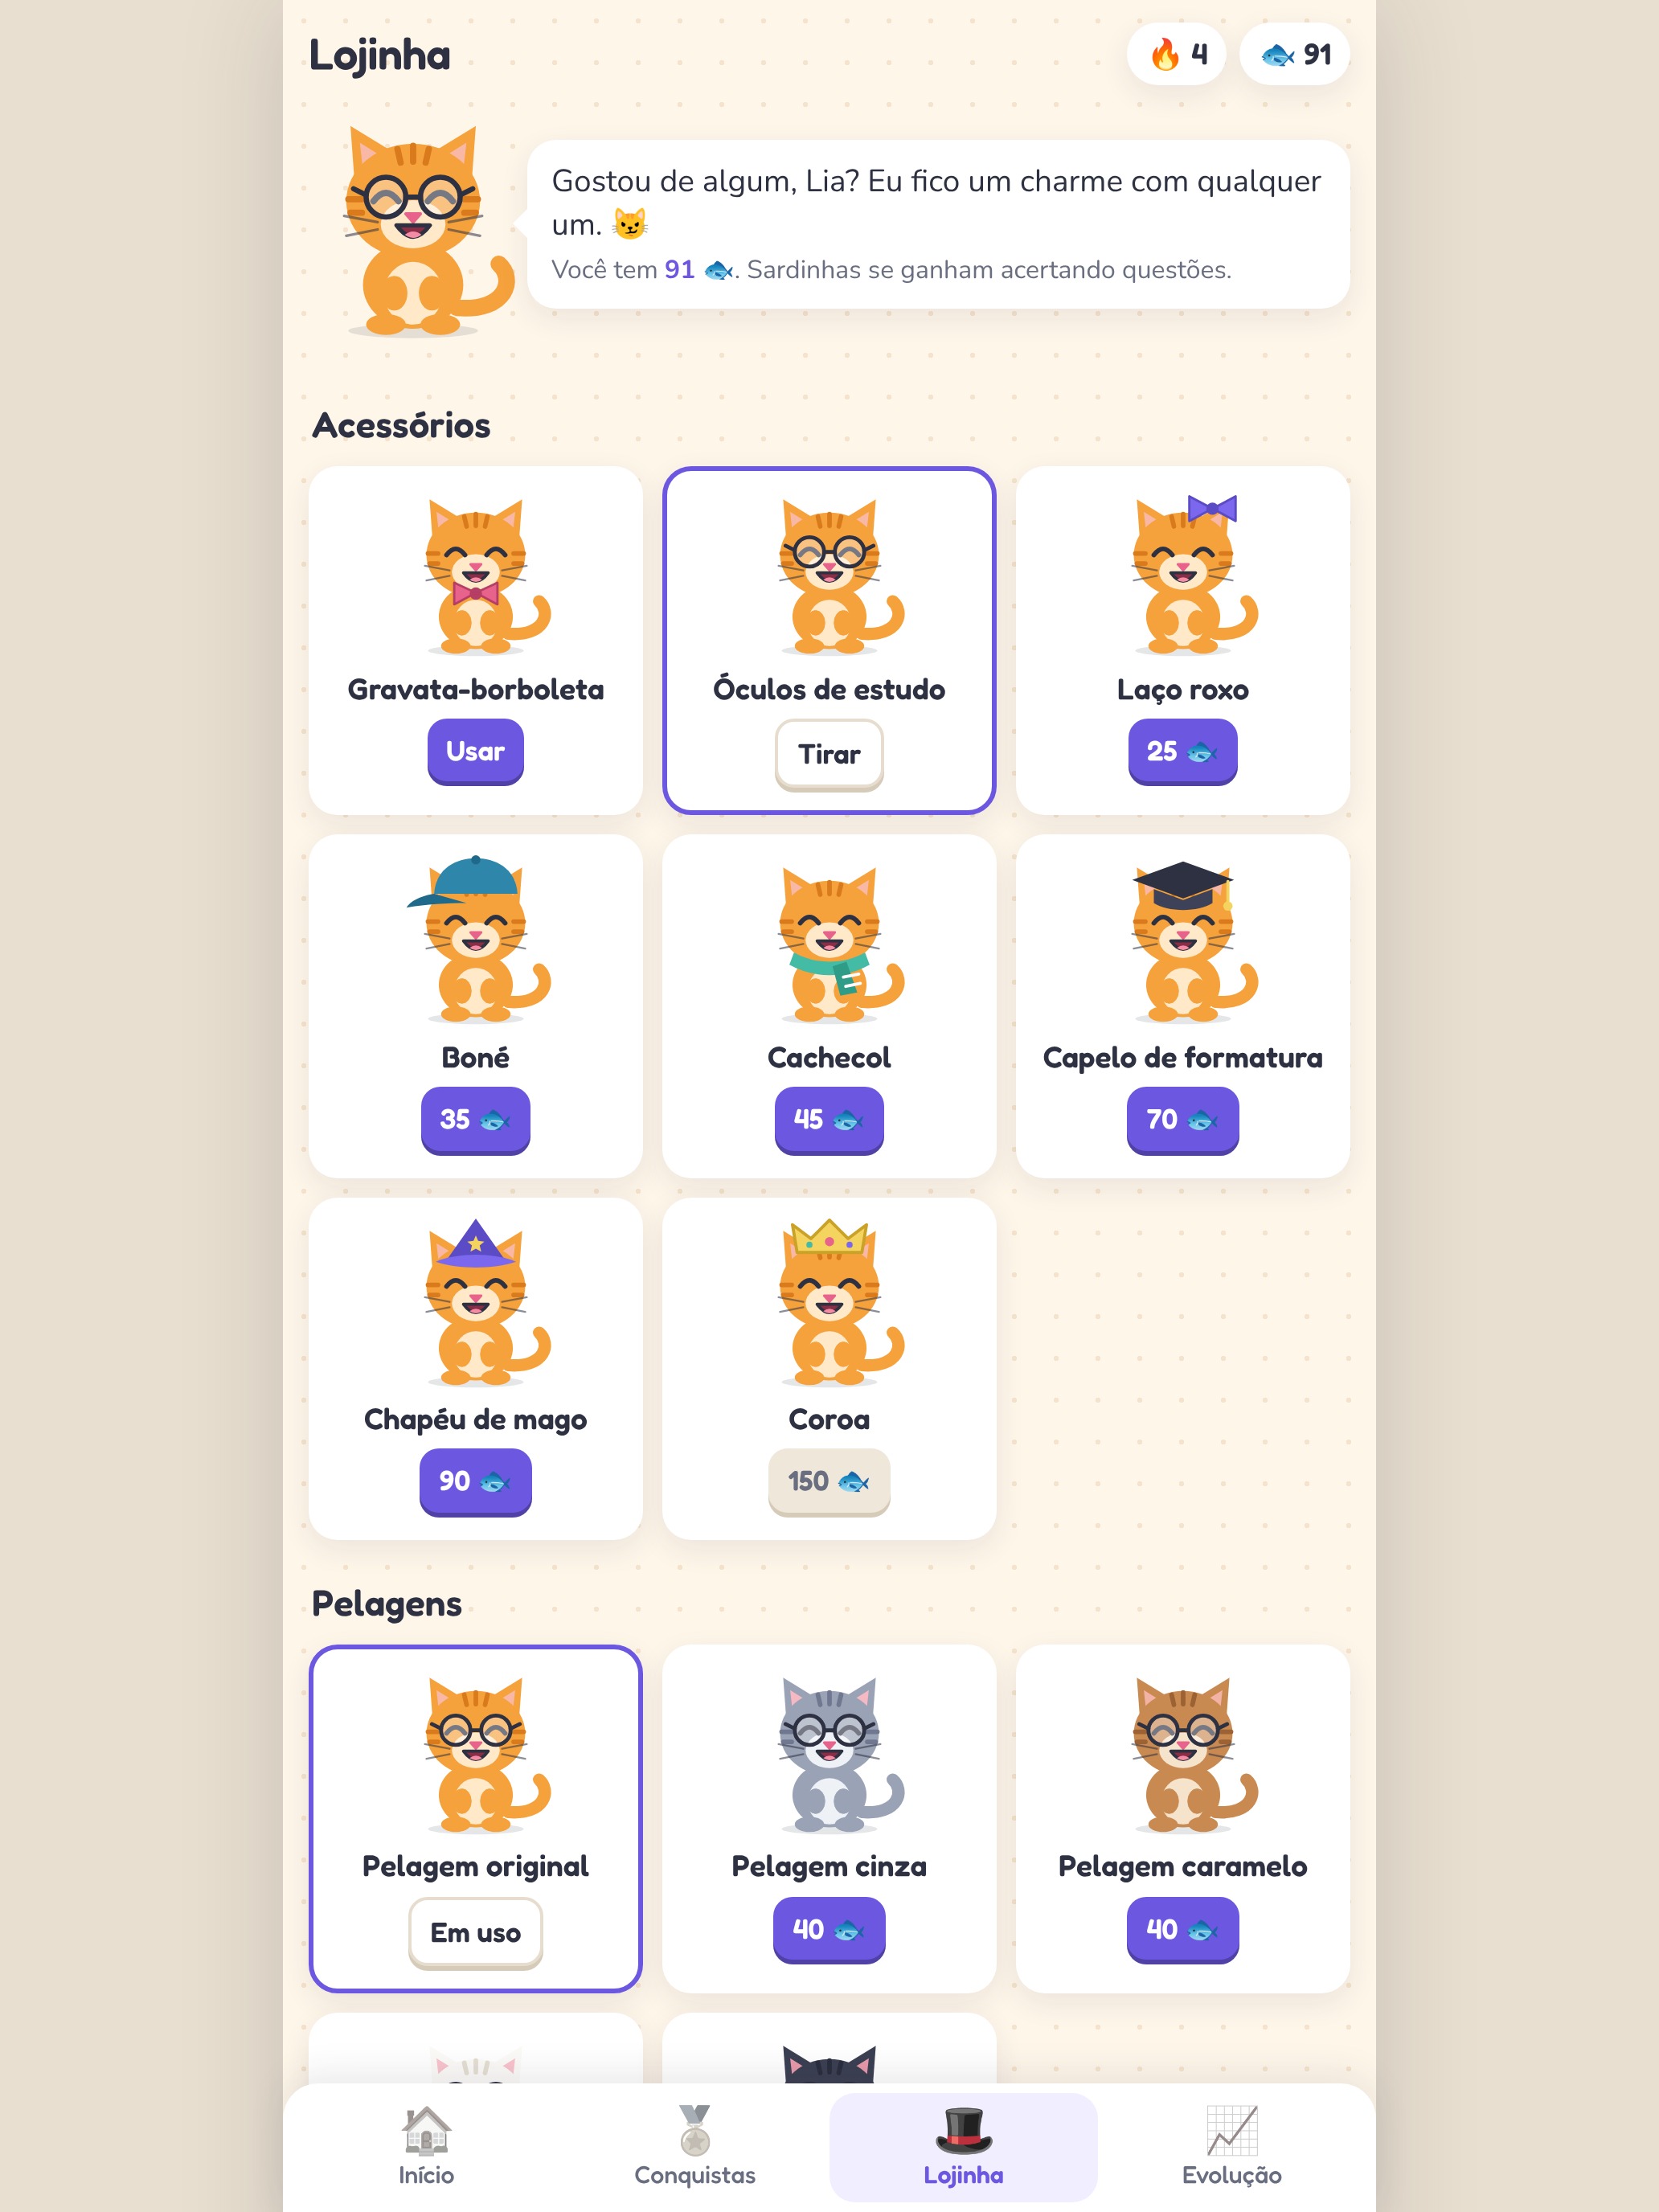 Lojinha
🔥 4
🐟 91
Gostou de algum, Lia? Eu fico um charme com qualquer
um. 😼
Você tem 91 🐟. Sardinhas se ganham acertando questões.
Acessórios
Gravata-borboleta
Usar
Óculos de estudo
Tirar
Laço roxo
25 🐟
Boné
35 🐟
Cachecol
45 🐟
Capelo de formatura
70 🐟
Chapéu de mago
90 🐟
Coroa
150 🐟
Pelagens
Pelagem original
Em uso
Pelagem cinza
40 🐟
Pelagem caramelo
40 🐟
Início
Conquistas
Lojinha
Evolução